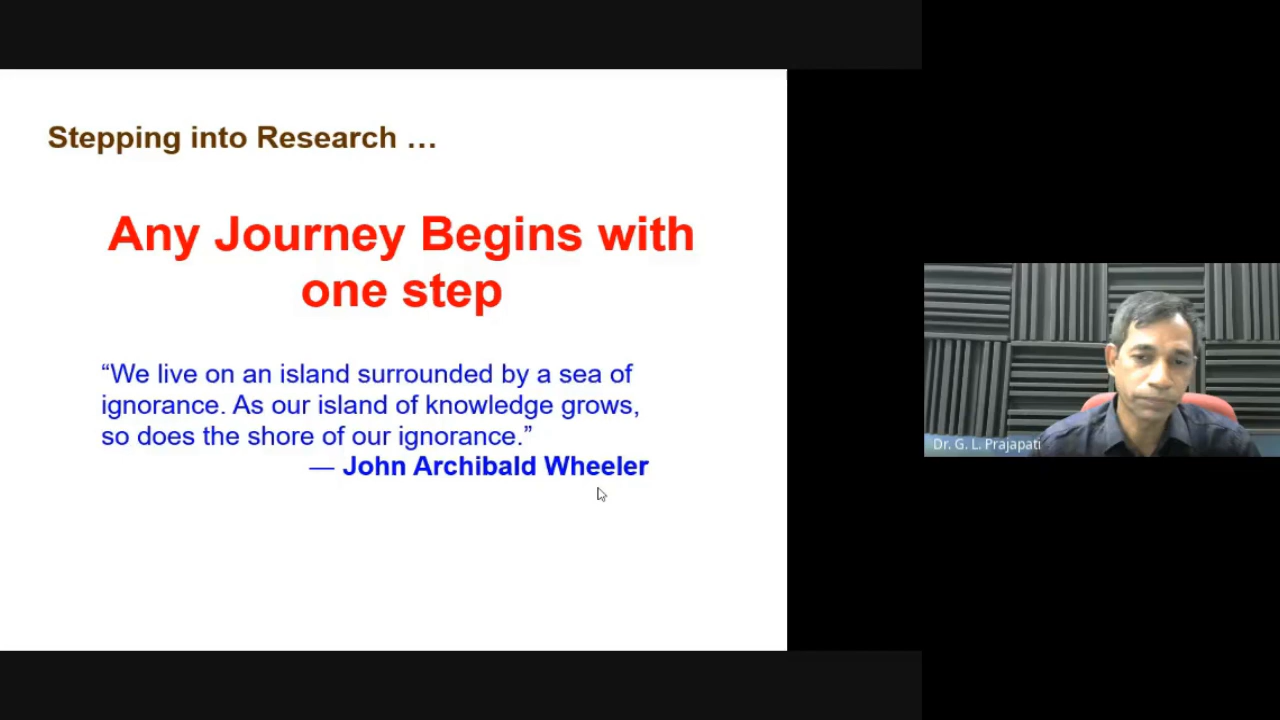 Stepping into Research …
Any Journey Begins with
one step
“We live on an island surrounded by a sea of
ignorance. As our island of knowledge grows,
so does the shore of our ignorance.”
— John Archibald Wheeler
Dr. G. L. Prajapati